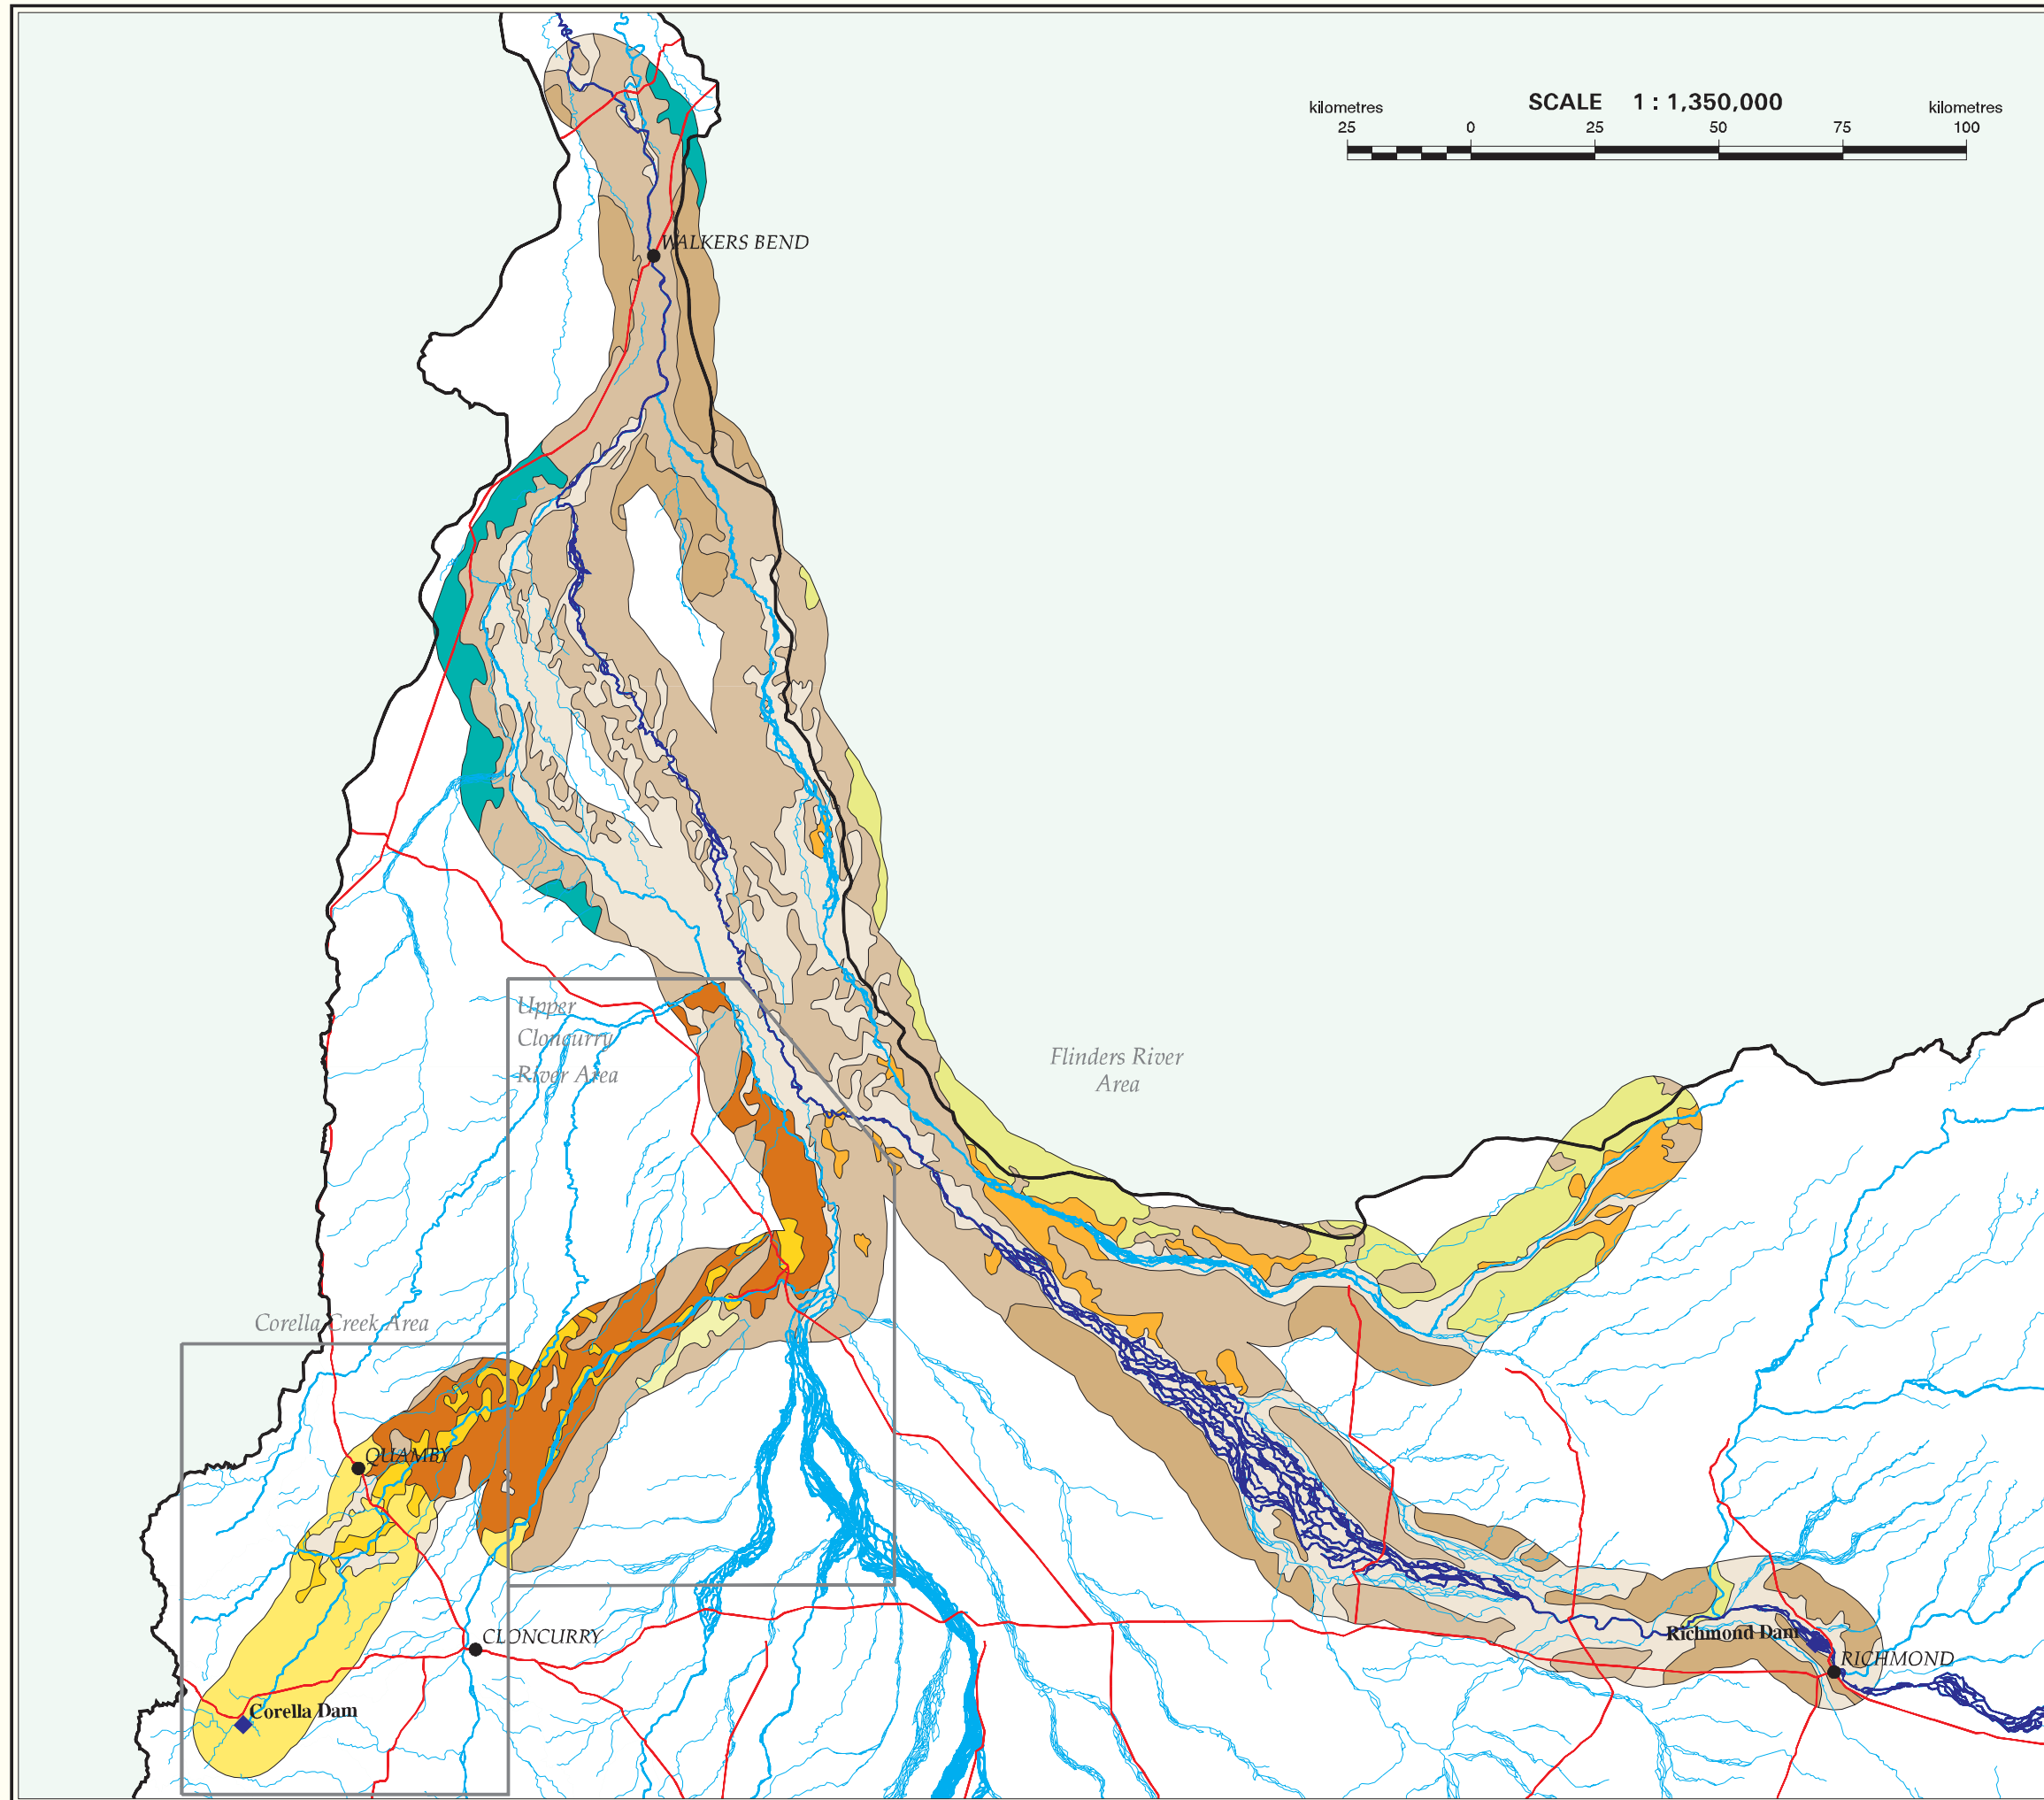 SCALE 1 : 1,350,000
kilometres kilometres
25 0 25 50 75 100
WALKERS BEND
Upper
Cloncurry
River Area
Flinders River
Area
Corella Creek Area
QUAMBY
CLONCURRY
Richmond Dam
RICHMOND
Corella Dam